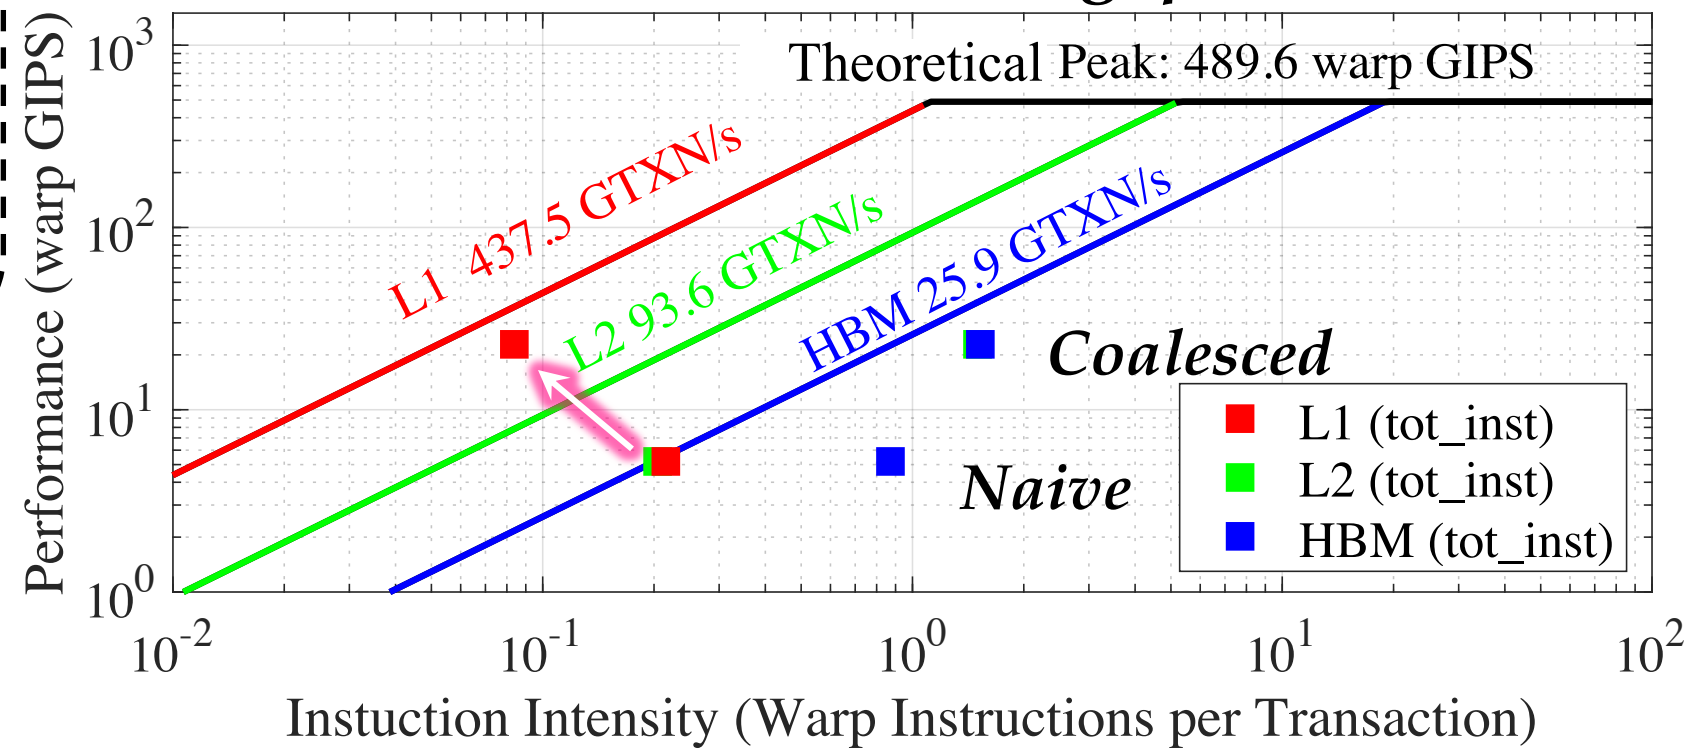 Theoretical Peak: 489.6 warp GIPS
L1 437.5 GTXN/s
L2 93.6 GTXN/s
HBM 25.9 GTXN/s
Coalesced
Naive
L1 (tot_inst)
L2 (tot_inst)
HBM (tot_inst)
Performance (warp GIPS)
10^3
10^2
10^1
10^0
10^-2 10^-1 10^0 10^1 10^2
Instuction Intensity (Warp Instructions per Transaction)